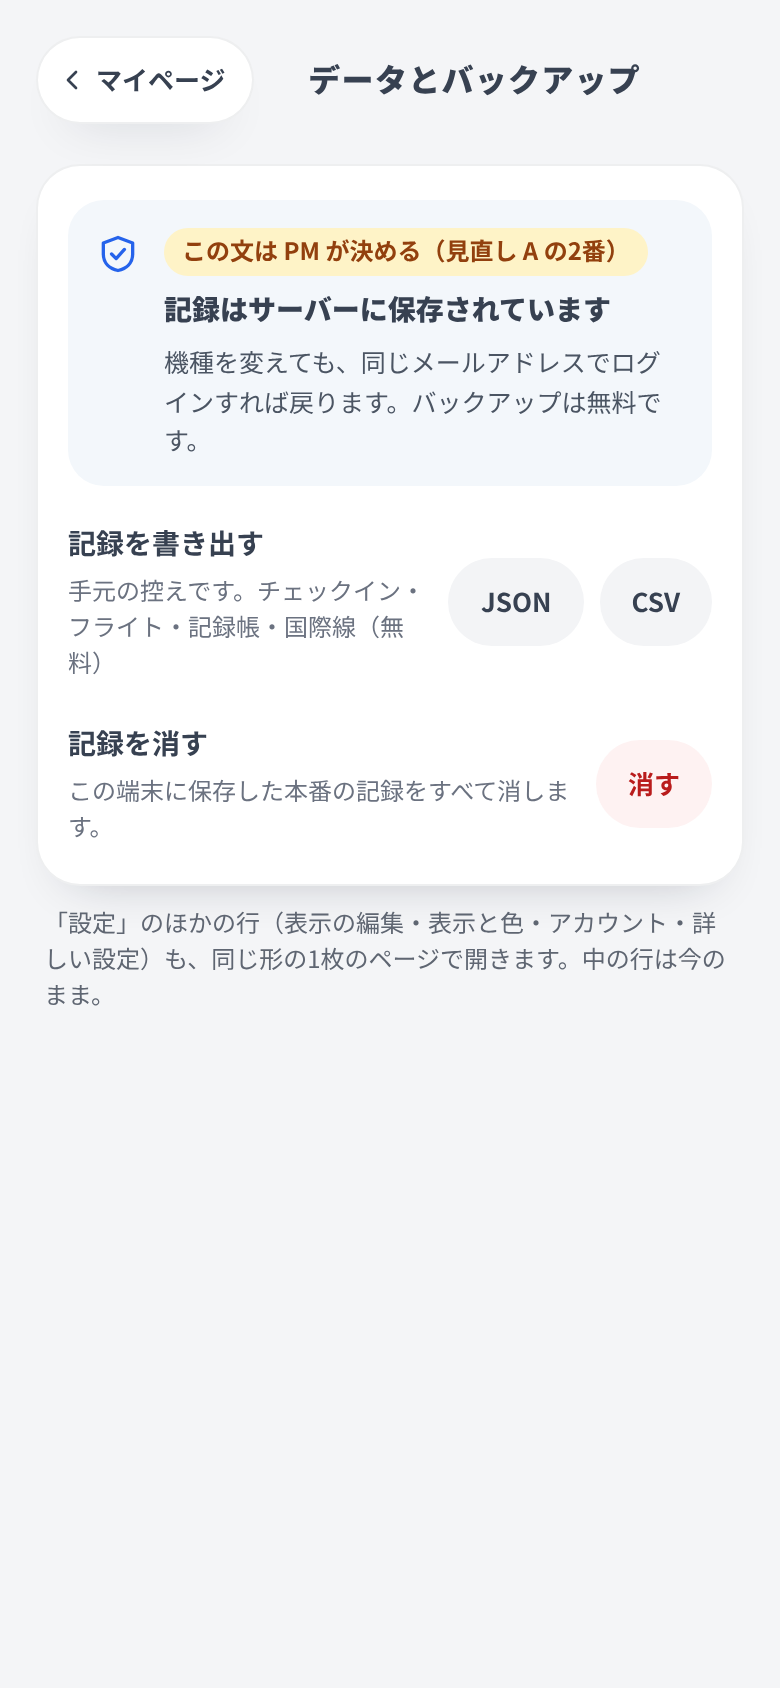 マイページ
データとバックアップ
この文は PM が決める（見直し A の2番）
記録はサーバーに保存されています
機種を変えても、同じメールアドレスでログ
インすれば戻ります。バックアップは無料で
す。
記録を書き出す
手元の控えです。チェックイン・
フライト・記録帳・国際線（無
料）
JSON
CSV
記録を消す
この端末に保存した本番の記録をすべて消しま
す。
消す
「設定」のほかの行（表示の編集・表示と色・アカウント・詳
しい設定）も、同じ形の1枚のページで開きます。中の行は今の
まま。